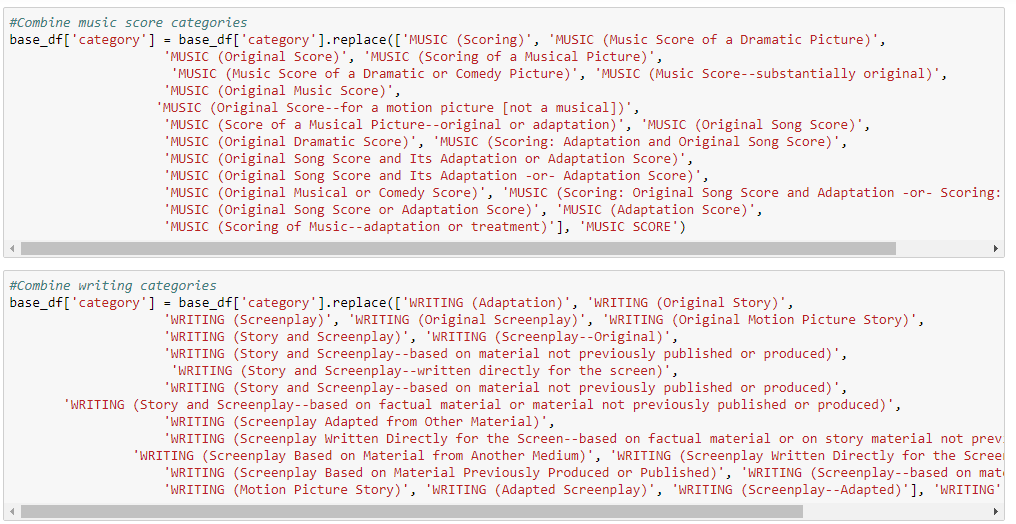 #Combine music score categories
base_df['category'] = base_df['category'].replace(['MUSIC (Scoring)', 'MUSIC (Music Score of a Dramatic Picture)',
'MUSIC (Original Score)', 'MUSIC (Scoring of a Musical Picture)',
'MUSIC (Music Score of a Dramatic or Comedy Picture)', 'MUSIC (Music Score--substantially original)',
'MUSIC (Original Music Score)',
'MUSIC (Original Score--for a motion picture [not a musical])',
'MUSIC (Score of a Musical Picture--original or adaptation)', 'MUSIC (Original Song Score)',
'MUSIC (Original Dramatic Score)', 'MUSIC (Scoring: Adaptation and Original Song Score)',
'MUSIC (Original Song Score and Its Adaptation or Adaptation Score)',
'MUSIC (Original Song Score and Its Adaptation -or- Adaptation Score)',
'MUSIC (Original Musical or Comedy Score)', 'MUSIC (Scoring: Original Song Score and Adaptation -or- Scoring:
'MUSIC (Original Song Score or Adaptation Score)', 'MUSIC (Adaptation Score)',
'MUSIC (Scoring of Music--adaptation or treatment)'], 'MUSIC SCORE')
#Combine writing categories
base_df['category'] = base_df['category'].replace(['WRITING (Adaptation)', 'WRITING (Original Story)',
'WRITING (Screenplay)', 'WRITING (Original Screenplay)', 'WRITING (Original Motion Picture Story)',
'WRITING (Story and Screenplay)', 'WRITING (Screenplay--Original)',
'WRITING (Story and Screenplay--based on material not previously published or produced)',
'WRITING (Story and Screenplay--written directly for the screen)',
'WRITING (Story and Screenplay--based on material not previously published or produced)',
'WRITING (Story and Screenplay--based on factual material or material not previously published or produced)',
'WRITING (Screenplay Adapted from Other Material)',
'WRITING (Screenplay Written Directly for the Screen--based on factual material or on story material not prev
'WRITING (Screenplay Based on Material from Another Medium)', 'WRITING (Screenplay Written Directly for the Screen
'WRITING (Screenplay Based on Material Previously Produced or Published)', 'WRITING (Screenplay--based on mat
'WRITING (Motion Picture Story)', 'WRITING (Adapted Screenplay)', 'WRITING (Screenplay--Adapted)'], 'WRITING'